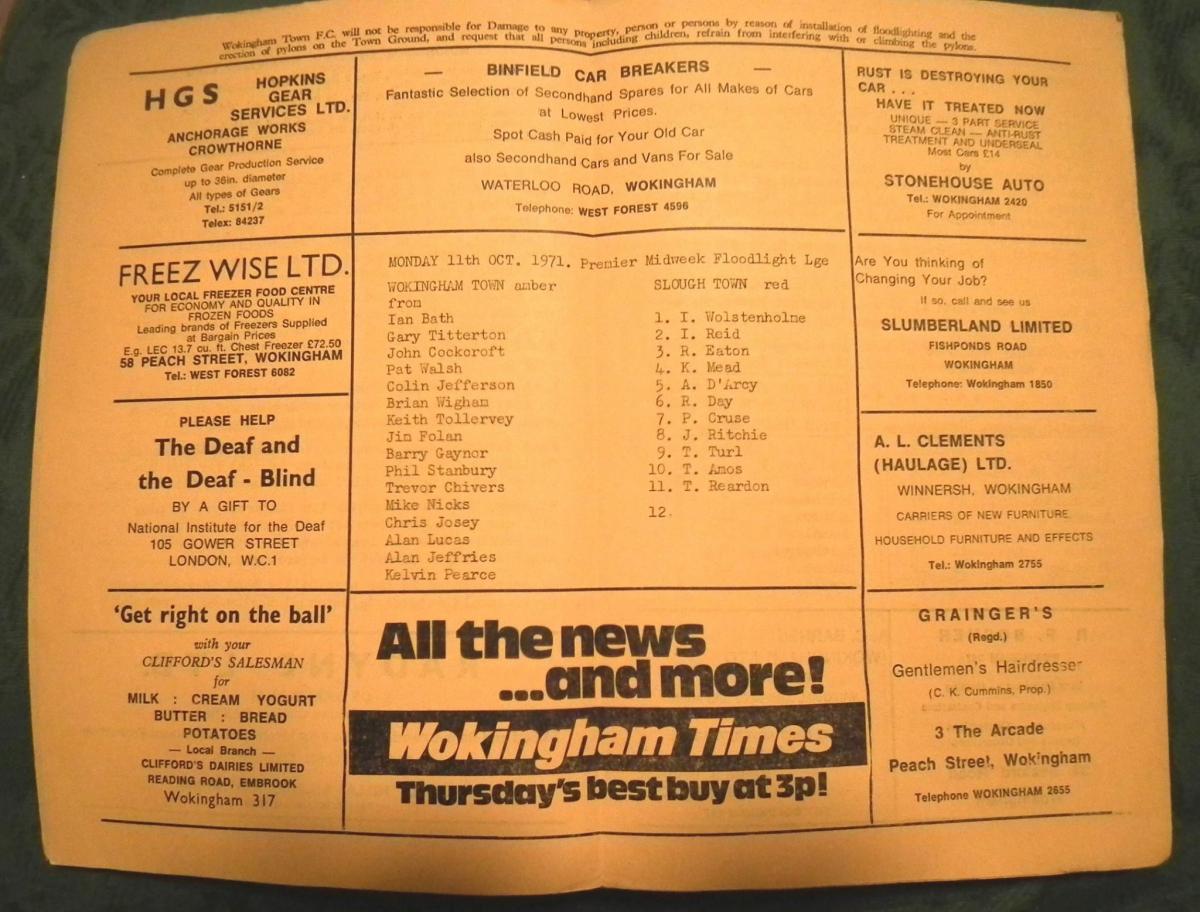 Wokingham Town F.C. will not be responsible for Damage to any property, person or persons by reason of installation of floodlighting and the
erection of pylons on the Town Ground, and request that all persons including children, refrain from interfering with or climbing the pylons.
HGS
HOPKINS
GEAR
SERVICES LTD.
ANCHORAGE WORKS
CROWTHORNE
Complete Gear Production Service
up to 36in. diameter
All types of Gears
Tel.: 5151/2
Telex: 84237
FREEZ WISE LTD.
YOUR LOCAL FREEZER FOOD CENTRE
FOR ECONOMY AND QUALITY IN
FROZEN FOODS
Leading brands of Freezers Supplied
at Bargain Prices
E.g. LEC 13.7 cu. ft. Chest Freezer £72.50
58 PEACH STREET, WOKINGHAM
Tel.: WEST FOREST 6082
PLEASE HELP
The Deaf and
the Deaf - Blind
BY A GIFT TO
National Institute for the Deaf
105 GOWER STREET
LONDON, W.C.1
'Get right on the ball'
with your
CLIFFORD'S SALESMAN
for
MILK : CREAM YOGURT
BUTTER : BREAD
POTATOES
— Local Branch —
CLIFFORD'S DAIRIES LIMITED
READING ROAD, EMBROOK
Wokingham 317
— BINFIELD CAR BREAKERS —
Fantastic Selection of Secondhand Spares for All Makes of Cars
at Lowest Prices.
Spot Cash Paid for Your Old Car
also Secondhand Cars and Vans For Sale
WATERLOO ROAD, WOKINGHAM
Telephone: WEST FOREST 4596
MONDAY 11th OCT. 1971. Premier Midweek Floodlight Lge
WOKINGHAM TOWN amber
from
Ian Bath
Gary Titterton
John Cockcroft
Pat Walsh
Colin Jefferson
Brian Wigham
Keith Tollervey
Jim Folan
Barry Gaynor
Phil Stanbury
Trevor Chivers
Mike Nicks
Chris Josey
Alan Lucas
Alan Jeffries
Kelvin Pearce
SLOUGH TOWN red
1. I. Wolstenholme
2. I. Reid
3. R. Eaton
4. K. Mead
5. A. D'Arcy
6. R. Day
7. P. Cruse
8. J. Ritchie
9. T. Turl
10. T. Amos
11. T. Reardon
12.
All the news
...and more!
Wokingham Times
Thursday's best buy at 3p!
RUST IS DESTROYING YOUR
CAR . . .
HAVE IT TREATED NOW
UNIQUE — 3 PART SERVICE
STEAM CLEAN — ANTI-RUST
TREATMENT AND UNDERSEAL
Most Cars £14
by
STONEHOUSE AUTO
Tel.: WOKINGHAM 2420
For Appointment
Are You thinking of
Changing Your Job?
If so, call and see us
SLUMBERLAND LIMITED
FISHPONDS ROAD
WOKINGHAM
Telephone: Wokingham 1850
A. L. CLEMENTS
(HAULAGE) LTD.
WINNERSH, WOKINGHAM
CARRIERS OF NEW FURNITURE
HOUSEHOLD FURNITURE AND EFFECTS
Tel.: Wokingham 2755
GRAINGER'S
(Regd.)
Gentlemen's Hairdresser
(C. K. Cummins, Prop.)
3 The Arcade
Peach Street, Wokingham
Telephone WOKINGHAM 2655